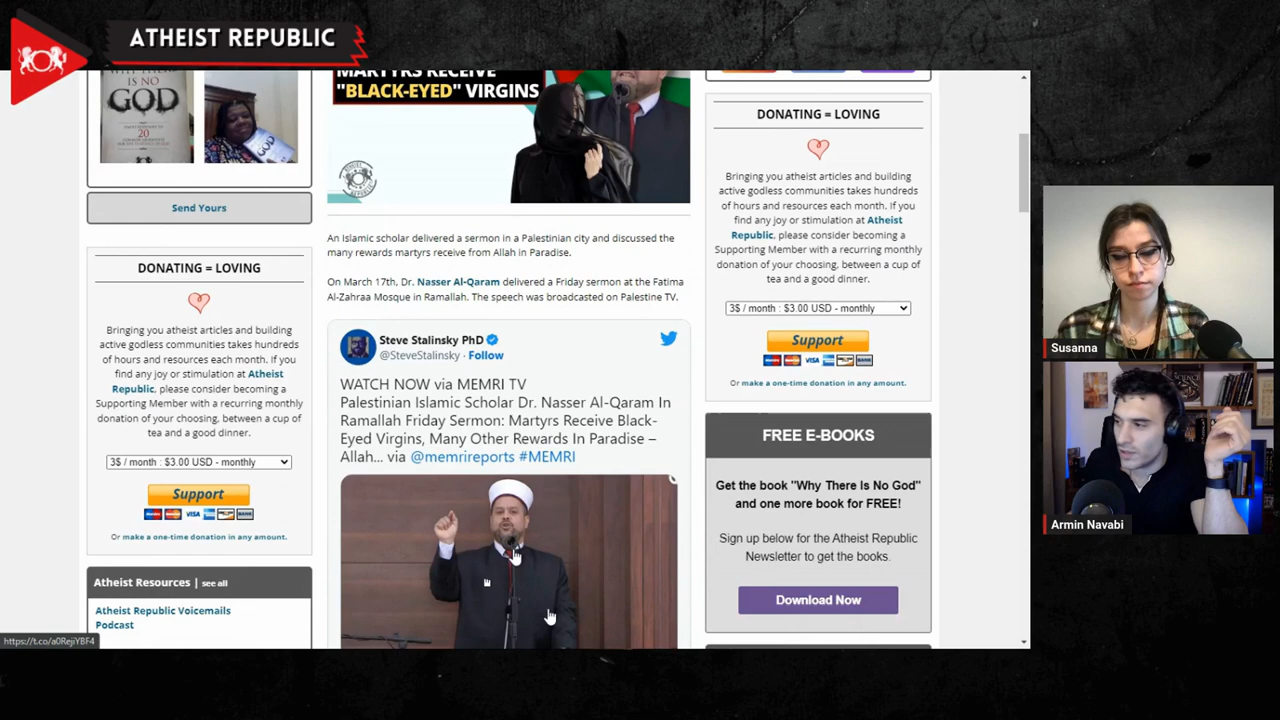 ATHEIST REPUBLIC
GOD
Send Yours
DONATING = LOVING
Bringing you atheist articles and building
active godless communities takes hundreds
of hours and resources each month. If you
find any joy or stimulation at Atheist
Republic, please consider becoming a
Supporting Member with a recurring monthly
donation of your choosing, between a cup of
tea and a good dinner.
3$ / month : $3.00 USD - monthly
Support
VISA
BANK
Or make a one-time donation in any amount.
Atheist Resources | see all
Atheist Republic Voicemails
Podcast
https://t.co/a0RejiYBF4
MARTYRS RECEIVE
"BLACK-EYED" VIRGINS
An Islamic scholar delivered a sermon in a Palestinian city and discussed the
many rewards martyrs receive from Allah in Paradise.
On March 17th, Dr. Nasser Al-Qaram delivered a Friday sermon at the Fatima
Al-Zahraa Mosque in Ramallah. The speech was broadcasted on Palestine TV.
Steve Stalinsky PhD
@SteveStalinsky · Follow
WATCH NOW via MEMRI TV
Palestinian Islamic Scholar Dr. Nasser Al-Qaram In
Ramallah Friday Sermon: Martyrs Receive Black-
Eyed Virgins, Many Other Rewards In Paradise –
Allah... via @memrireports #MEMRI
DONATING = LOVING
Bringing you atheist articles and building
active godless communities takes hundreds
of hours and resources each month. If you
find any joy or stimulation at Atheist
Republic, please consider becoming a
Supporting Member with a recurring monthly
donation of your choosing, between a cup of
tea and a good dinner.
3$ / month : $3.00 USD - monthly
Support
VISA
BANK
Or make a one-time donation in any amount.
FREE E-BOOKS
Get the book "Why There Is No God"
and one more book for FREE!
Sign up below for the Atheist Republic
Newsletter to get the books.
Download Now
Susanna
Armin Navabi